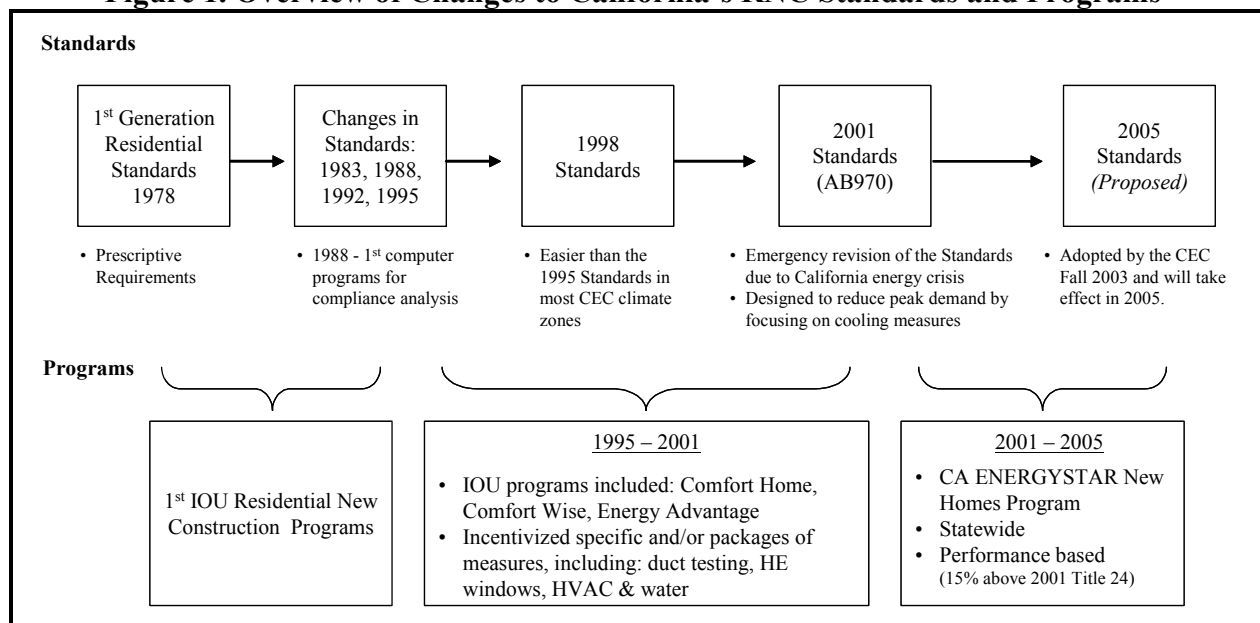 Figure 1. Overview of Changes to California's RNC Standards and Programs
Standards
1st Generation
Residential
Standards
1978
Changes in
Standards:
1983, 1988,
1992, 1995
1998
Standards
2001
Standards
(AB970)
2005
Standards
(Proposed)
• Prescriptive
Requirements
• 1988 - 1st computer
programs for
compliance analysis
• Easier than the
1995 Standards in
most CEC climate
zones
• Emergency revision of the Standards
due to California energy crisis
• Designed to reduce peak demand by
focusing on cooling measures
• Adopted by the CEC
Fall 2003 and will take
effect in 2005.
Programs
1st IOU Residential New
Construction Programs
1995 – 2001
• IOU programs included: Comfort Home,
Comfort Wise, Energy Advantage
• Incentivized specific and/or packages of
measures, including: duct testing, HE
windows, HVAC & water
2001 – 2005
• CA ENERGYSTAR New
Homes Program
• Statewide
• Performance based
(15% above 2001 Title 24)